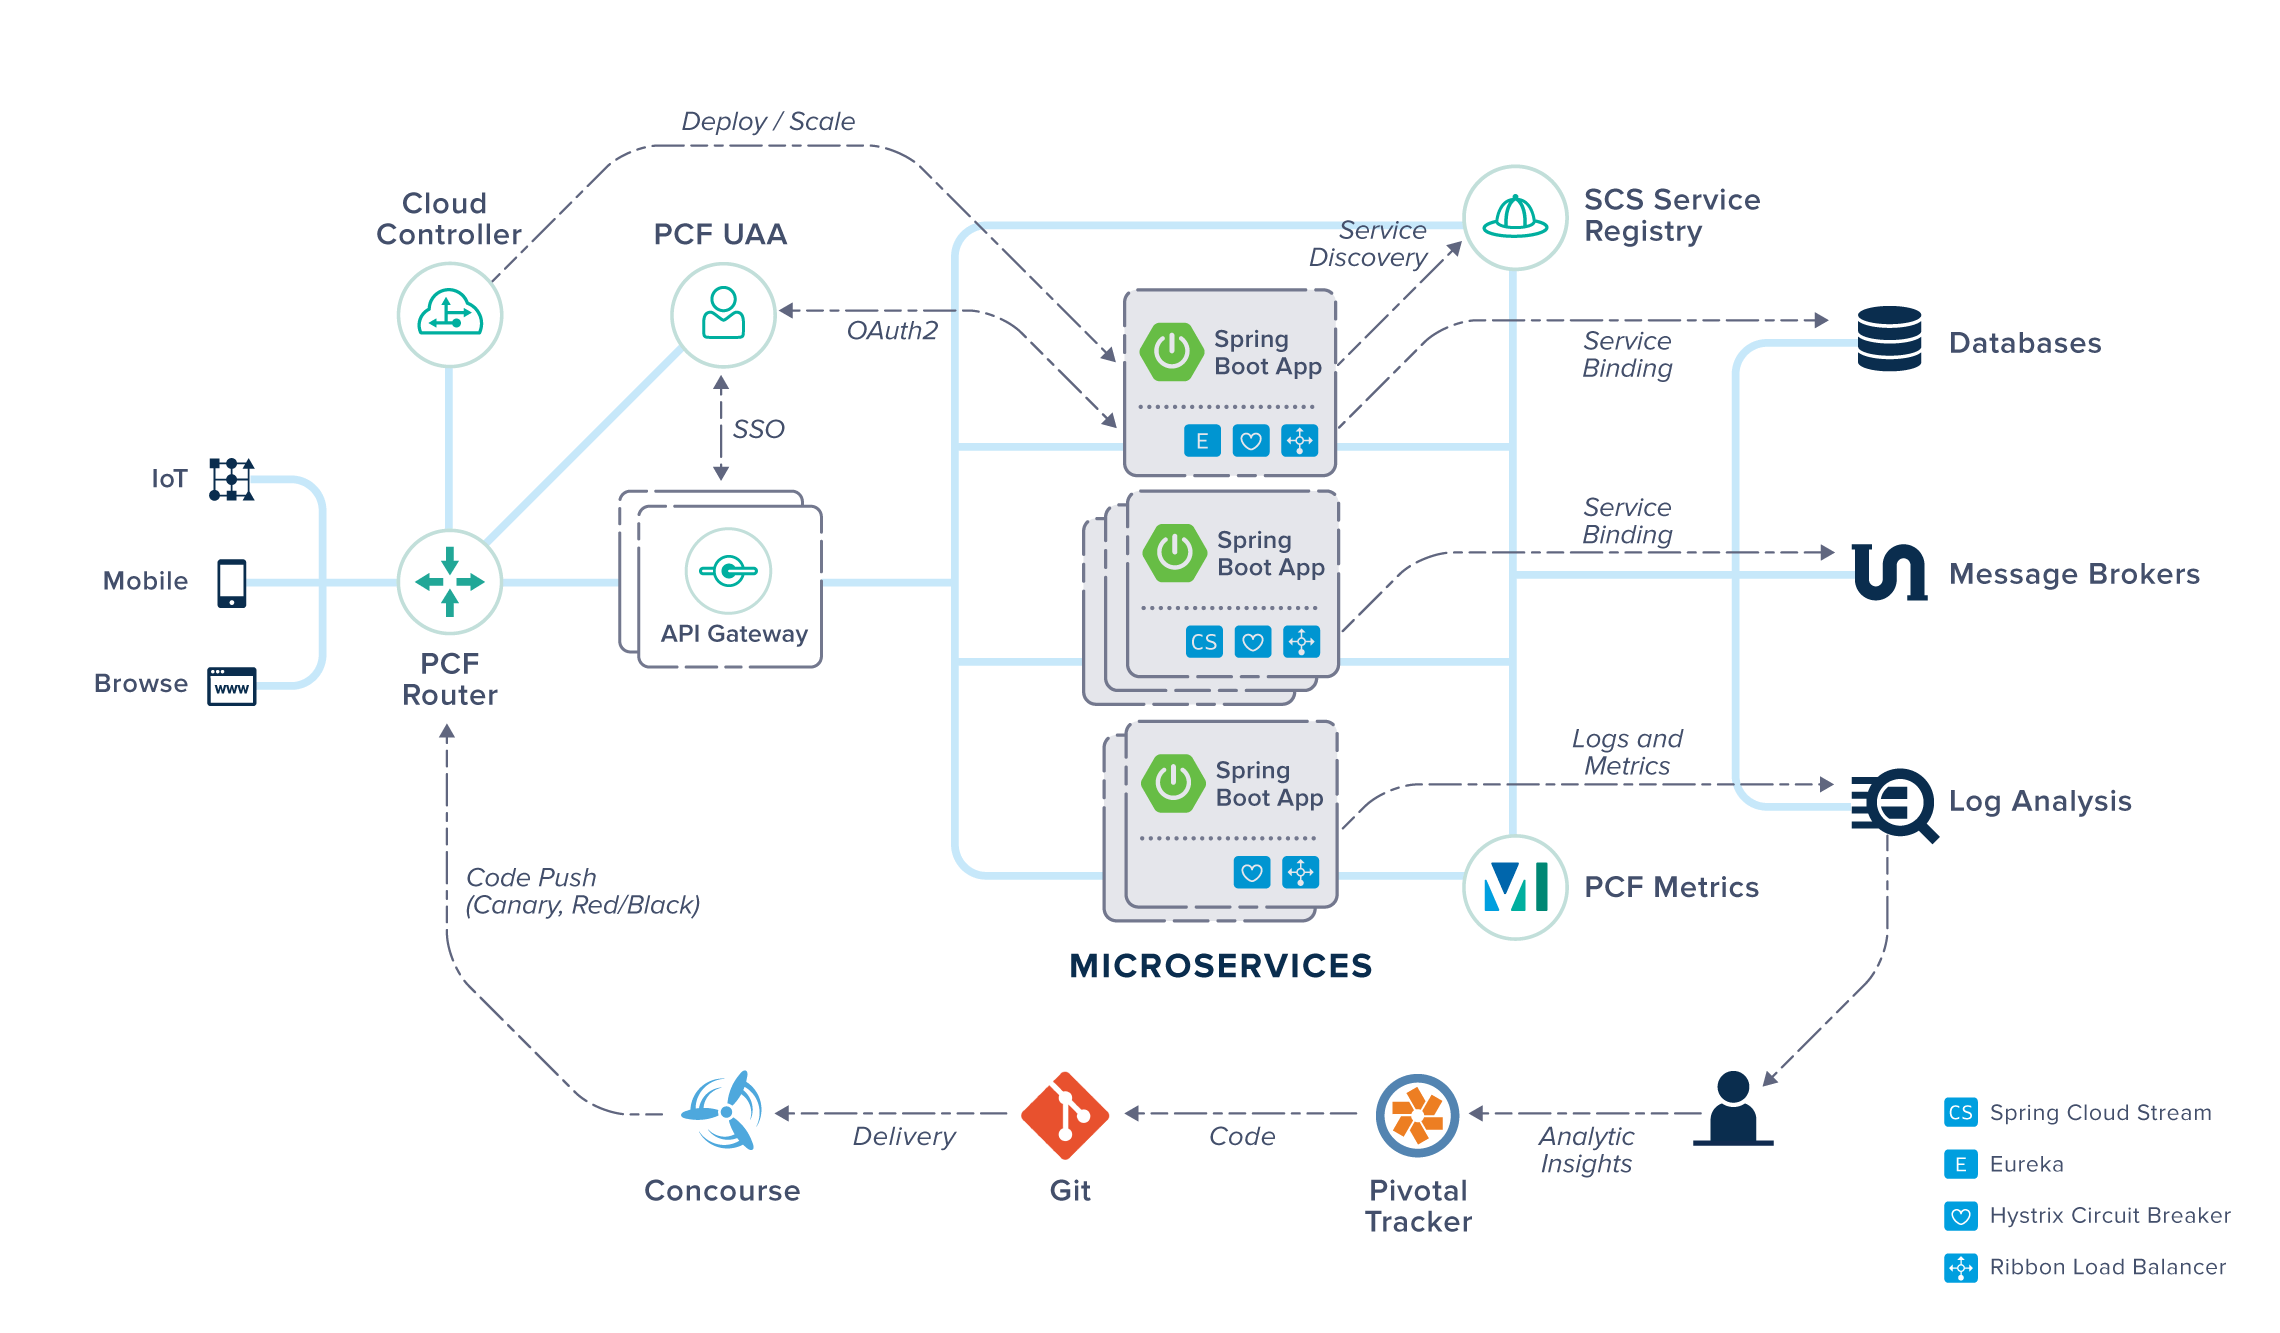 Deploy / Scale
Cloud
Controller
PCF UAA
SCS Service
Registry
Service
Discovery
OAuth2
Spring
Boot App
E
Service
Binding
Databases
SSO
IoT
Mobile
Browse
www
API Gateway
PCF
Router
Spring
Boot App
CS
Service
Binding
Message Brokers
Spring
Boot App
Logs and
Metrics
Log Analysis
Code Push
(Canary, Red/Black)
PCF Metrics
MICROSERVICES
Delivery
Code
Analytic
Insights
Concourse
Git
Pivotal
Tracker
CS Spring Cloud Stream
E Eureka
Hystrix Circuit Breaker
Ribbon Load Balancer